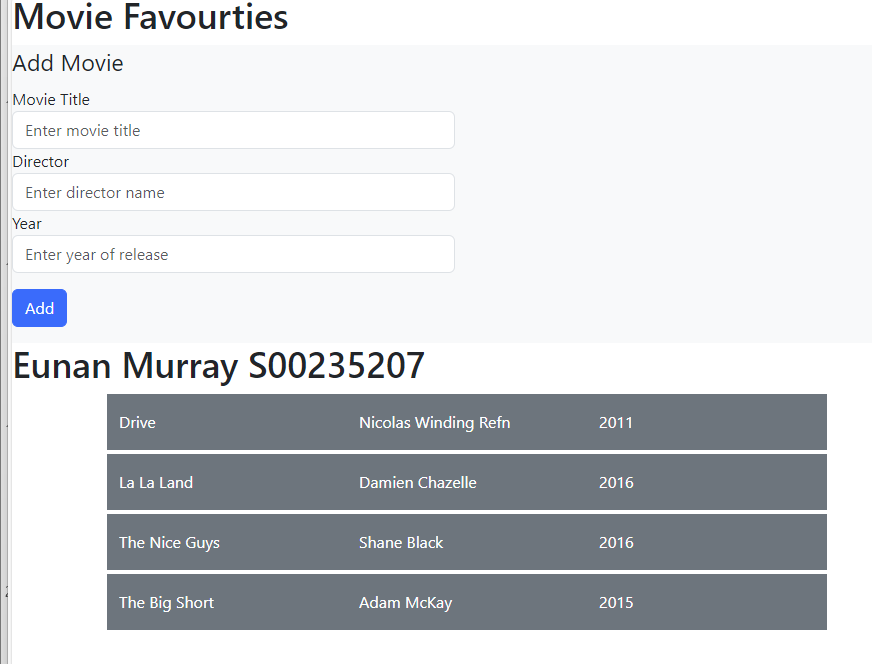 Movie Favourties
Add Movie
Movie Title
Enter movie title
Director
Enter director name
Year
Enter year of release
Add
Eunan Murray S00235207
Drive Nicolas Winding Refn 2011
La La Land Damien Chazelle 2016
The Nice Guys Shane Black 2016
The Big Short Adam McKay 2015